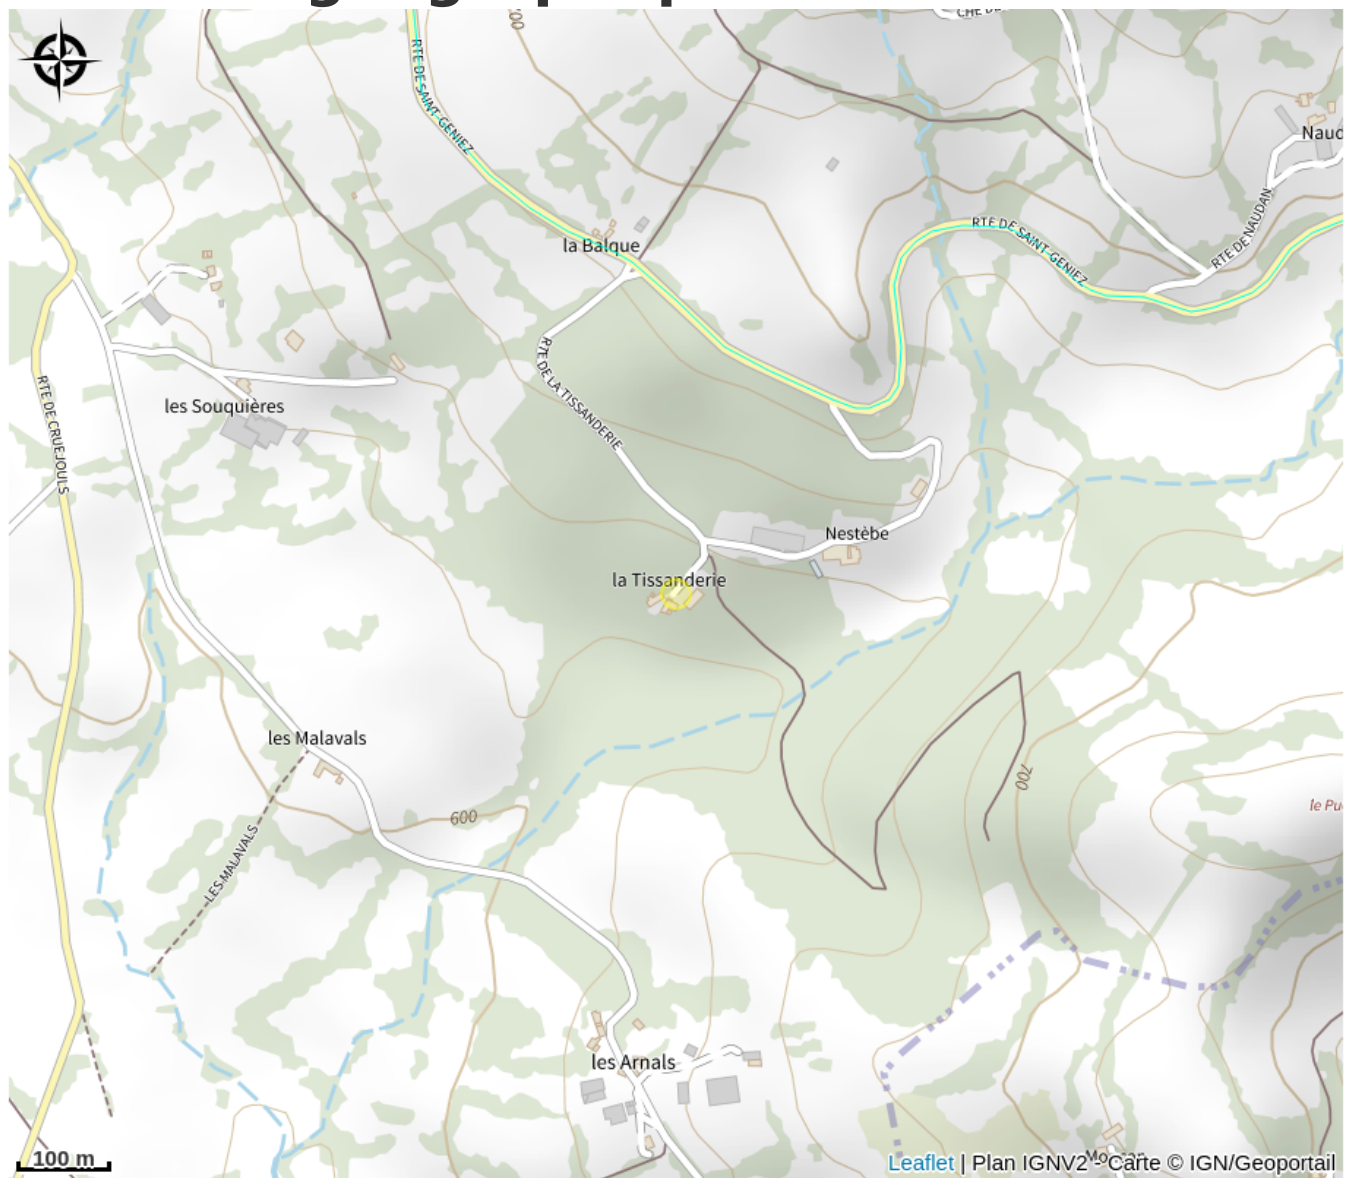 RTE DE SAINT-GENIEZ
Naud
RTE DE NAUDAN
RTE DE SAINT-GENIEZ
la Balque
RTE DE LA TISSANDERIE
RTE DE CRUEJOULS
les Souquières
Nestèbe
la Tissanderie
les Malavals
700
le Pu
600
LES MALAVALS
les Arnals
100 m
Leaflet | Plan IGNV2 - Carte © IGN/Geoportail